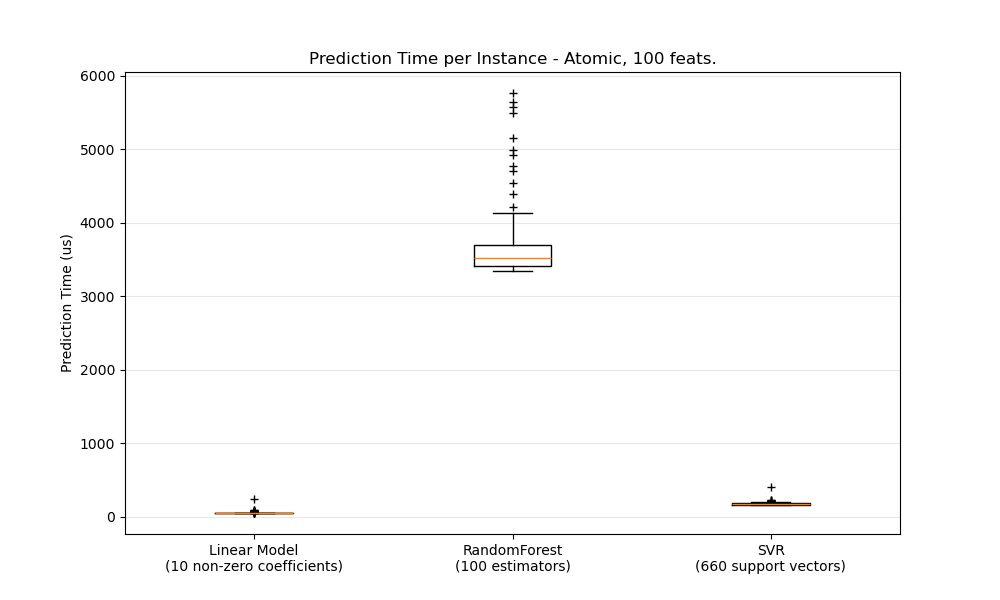 Prediction Time per Instance - Atomic, 100 feats.
Prediction Time (us)
6000
5000
4000
3000
2000
1000
0
Linear Model
(10 non-zero coefficients)
RandomForest
(100 estimators)
SVR
(660 support vectors)